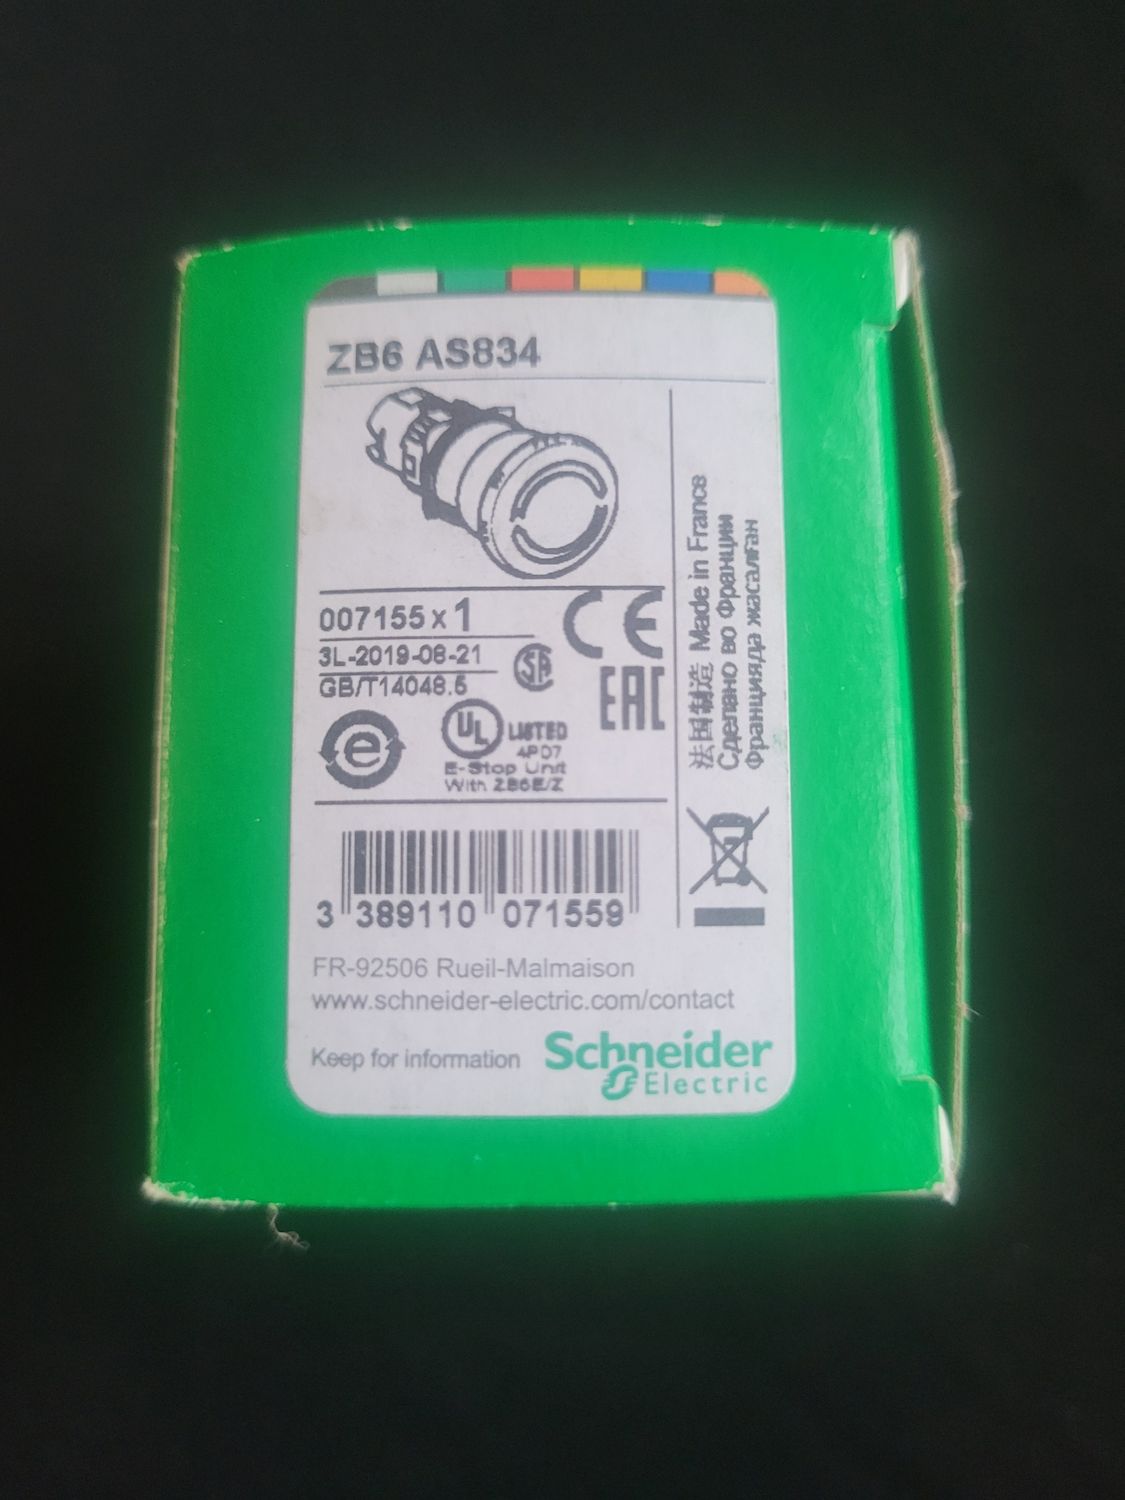 ZB6 AS834
007155 x 1
3L-2019-08-21
GB/T14048.5
CE
EAC
e
UL LISTED
4PD7
E-Stop Unit
With ZB6E/Z
法国制造 Made in France
Сделано во Франции
Францияда жасалған
3 389110 071559
FR-92506 Rueil-Malmaison
www.schneider-electric.com/contact
Keep for information
Schneider
Electric